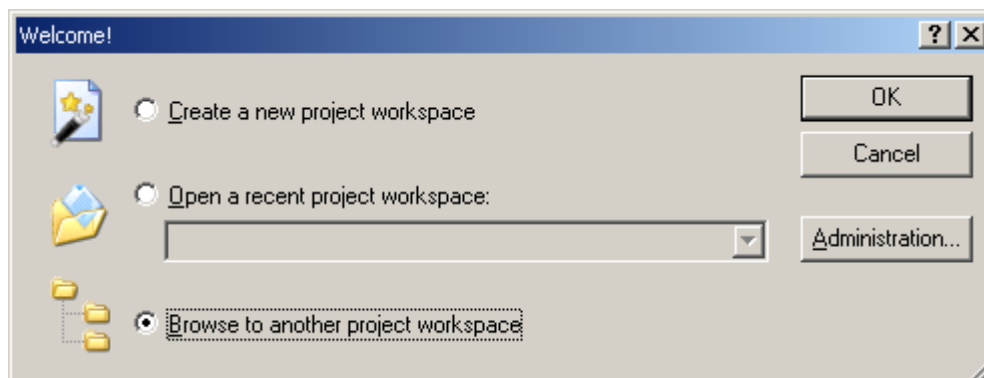 Welcome!
Create a new project workspace
OK
Cancel
Open a recent project workspace:
Administration...
Browse to another project workspace